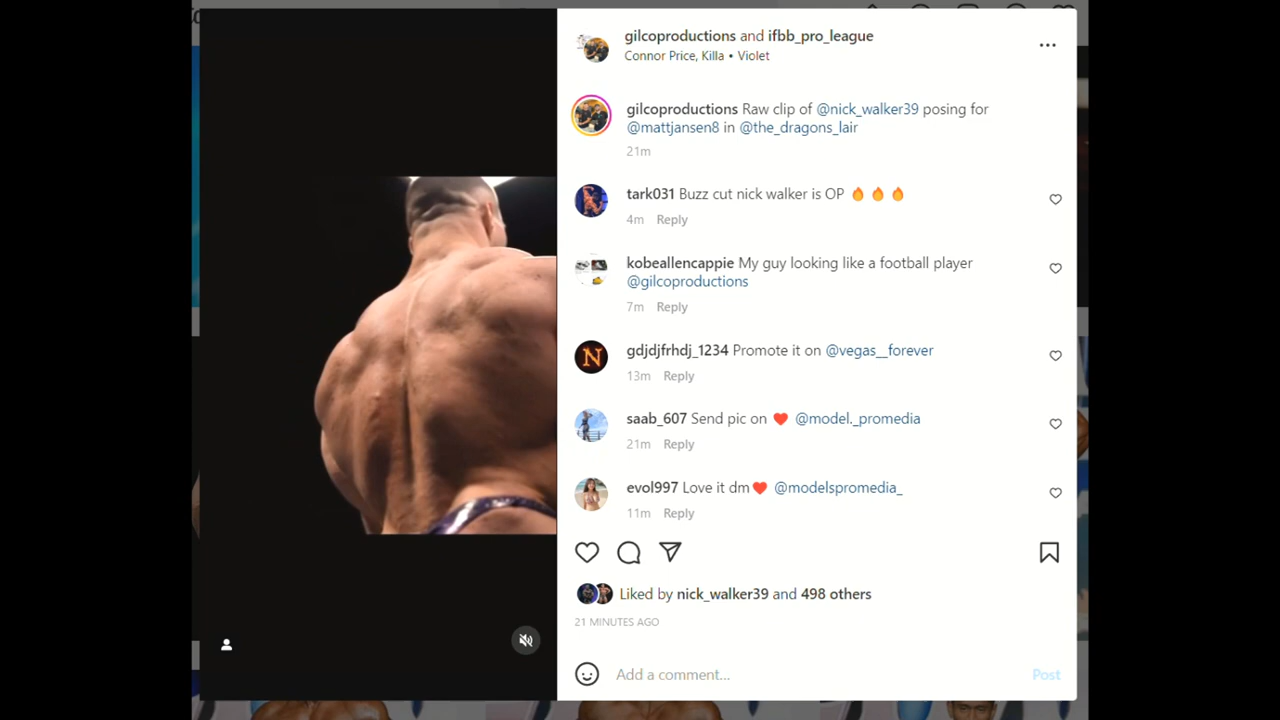 gilcoproductions and ifbb_pro_league
Connor Price, Killa • Violet
gilcoproductions Raw clip of @nick_walker39 posing for
@mattjansen8 in @the_dragons_lair
21m
tark031 Buzz cut nick walker is OP 🔥 🔥 🔥
4m Reply
kobeallencappie My guy looking like a football player
@gilcoproductions
7m Reply
N
gdjdjfrhdj_1234 Promote it on @vegas__forever
13m Reply
saab_607 Send pic on ♥️ @model._promedia
21m Reply
evol997 Love it dm♥️ @modelspromedia_
11m Reply
Liked by nick_walker39 and 498 others
21 MINUTES AGO
Add a comment...
Post